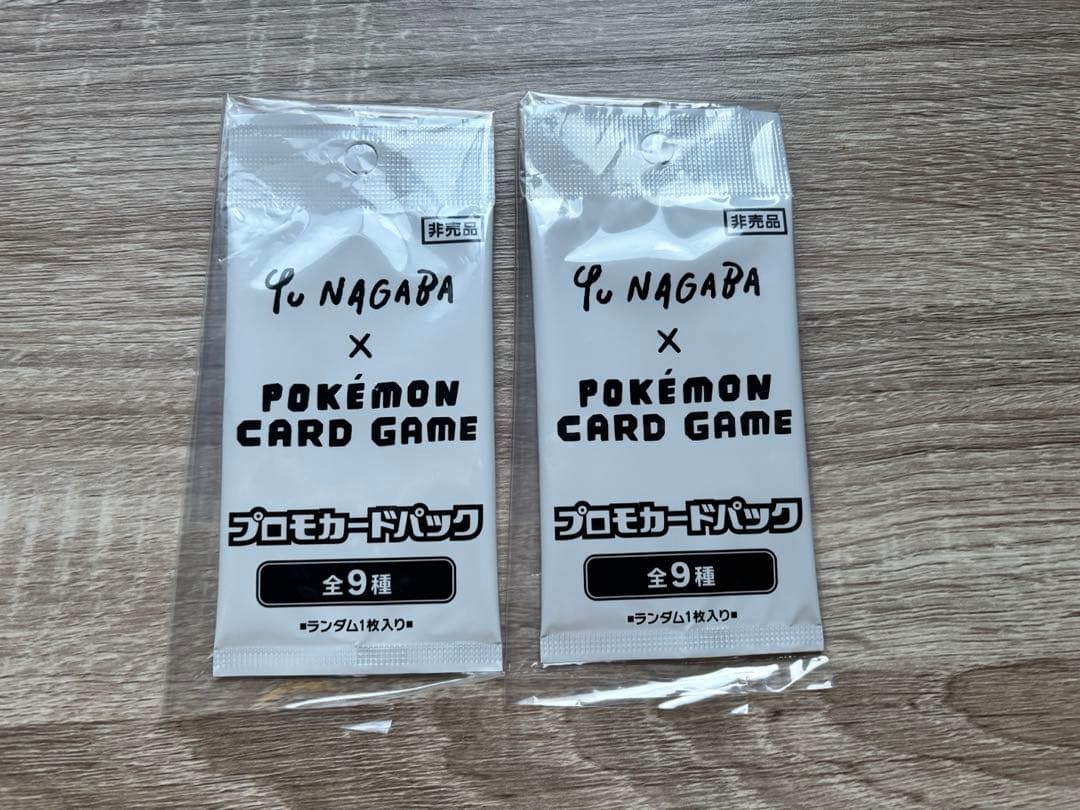 非売品
Yu NAGABA
×
POKÉMON
CARD GAME
プロモカードパック
全9種
■ランダム1枚入り■
非売品
Yu NAGABA
×
POKÉMON
CARD GAME
プロモカードパック
全9種
■ランダム1枚入り■